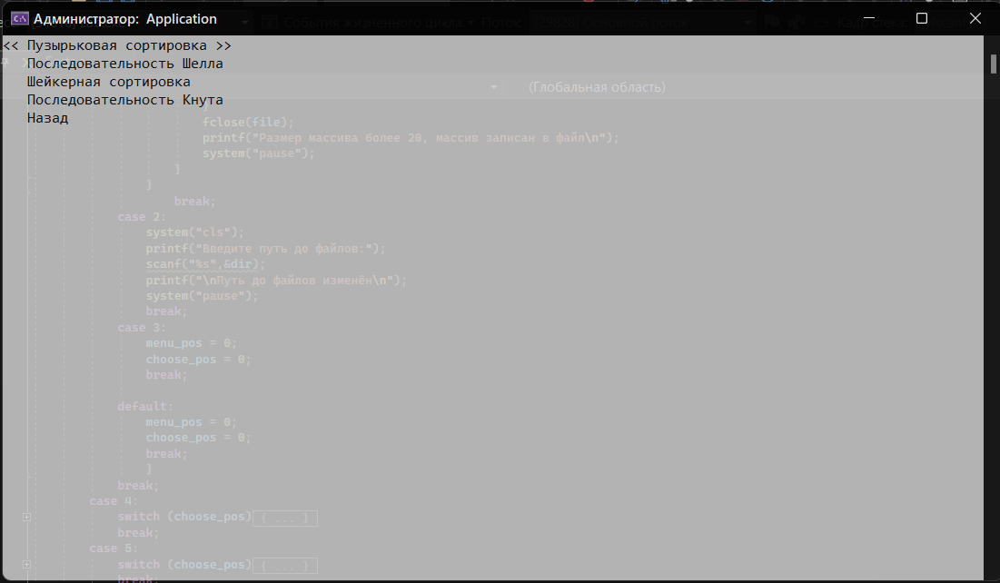 Администратор: Application
<< Пузырьковая сортировка >>
Последовательность Шелла
Шейкерная сортировка
Последовательность Кнута
Назад
(Глобальная область)
}
fclose(file);
printf("Размер массива более 20, массив записан в файл\n");
system("pause");
}
}
break;
case 2:
system("cls");
printf("Введите путь до файлов:");
scanf("%s",&dir);
printf("\nПуть до файлов изменён\n");
system("pause");
break;
case 3:
menu_pos = 0;
choose_pos = 0;
break;
default:
menu_pos = 0;
choose_pos = 0;
break;
}
break;
case 4:
switch (choose_pos) { ... }
break;
case 5:
switch (choose_pos) { ... }
break;